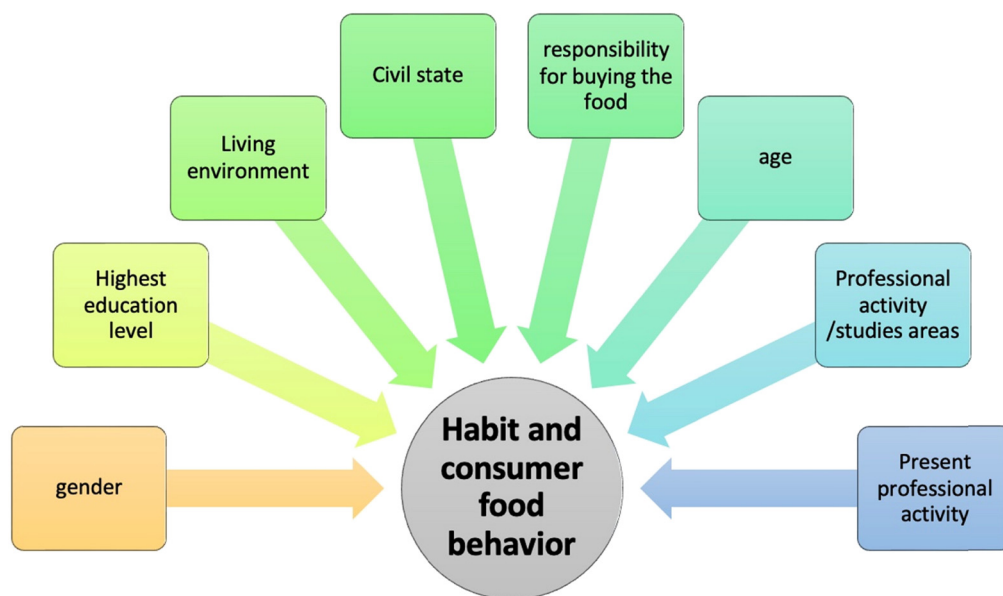 gender
Highest
education
level
Living
environment
Civil state
responsibility
for buying the
food
age
Professional
activity
/studies areas
Present
professional
activity
Habit and
consumer
food
behavior